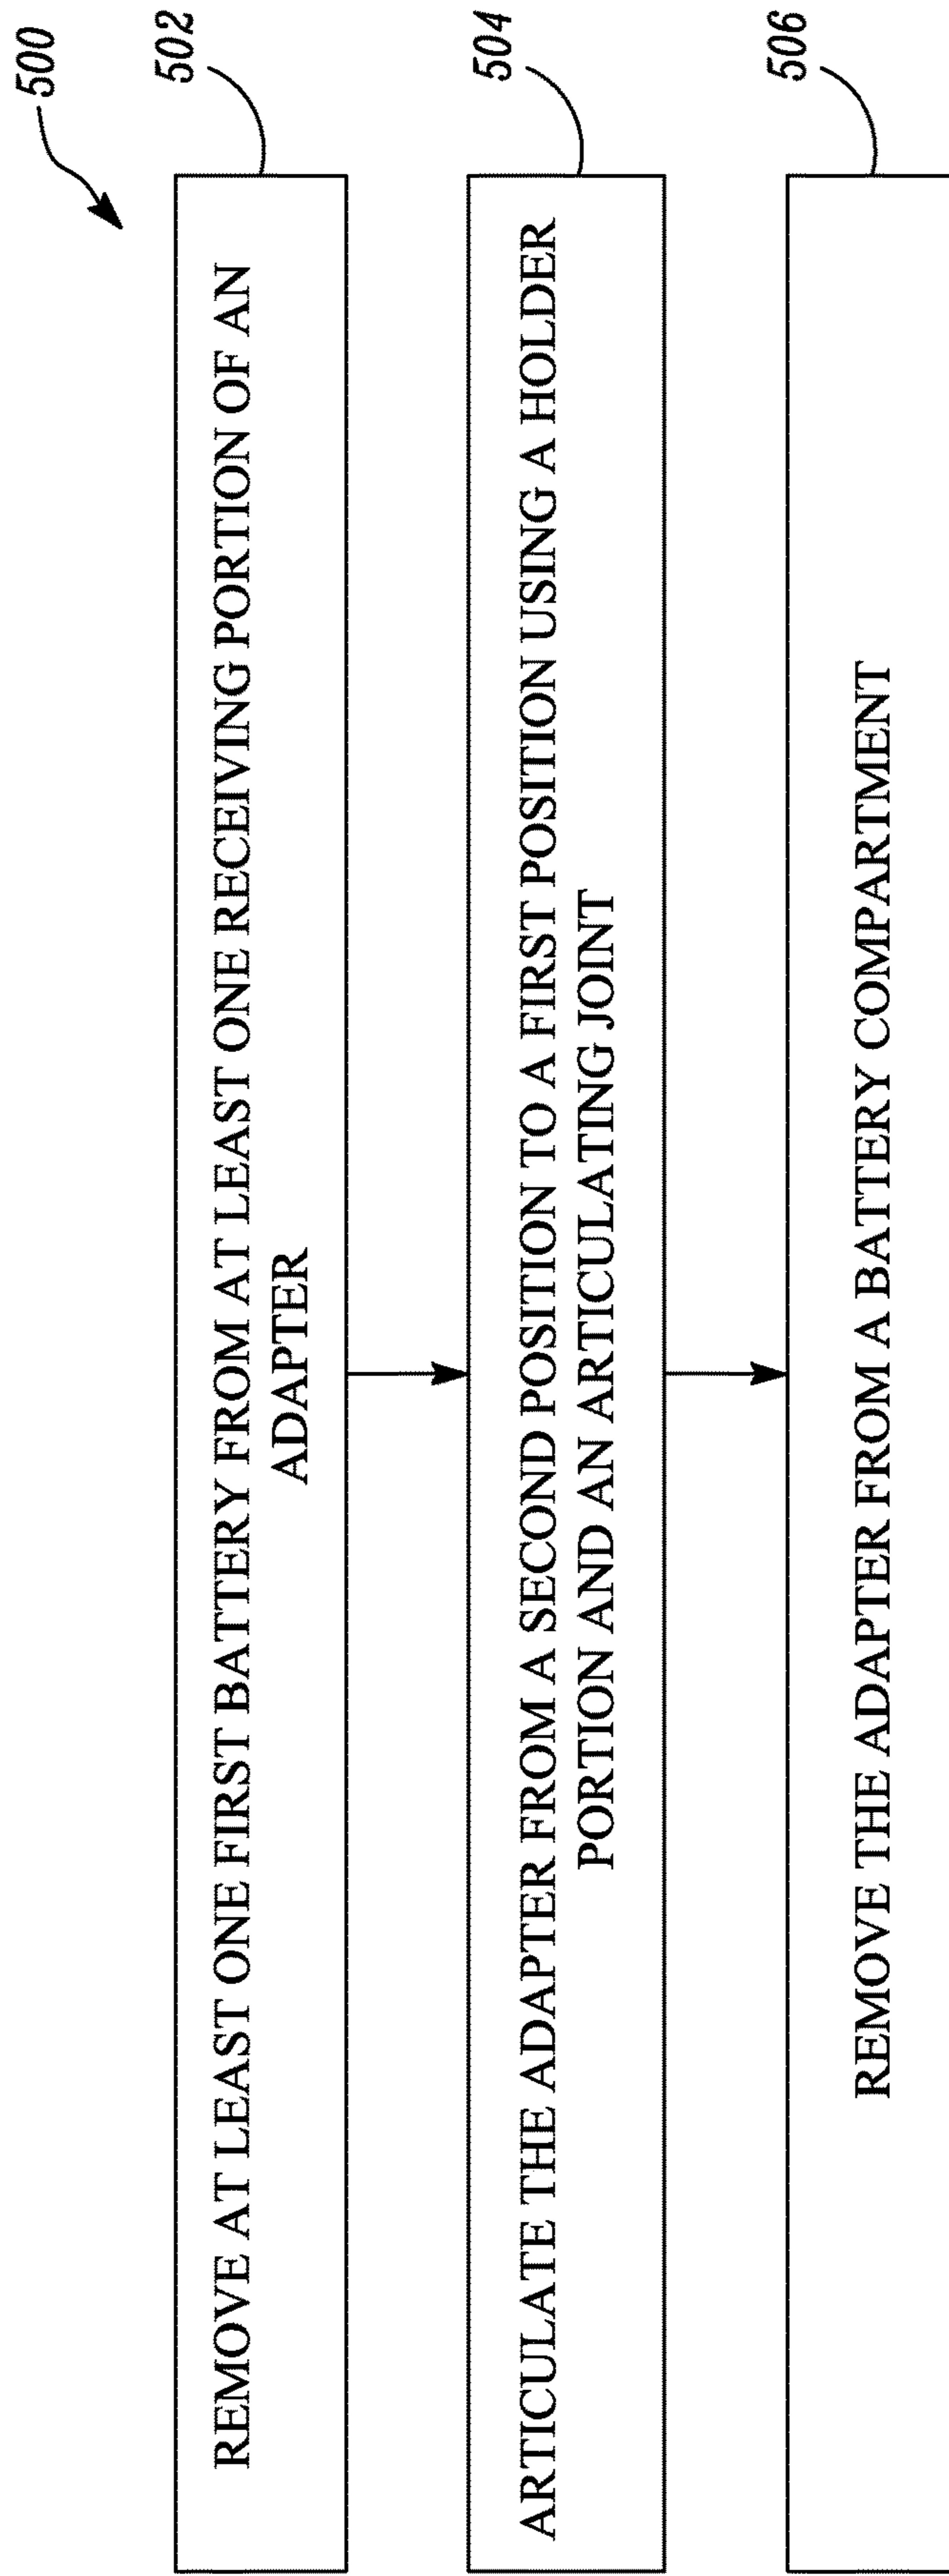 500
502
REMOVE AT LEAST ONE FIRST BATTERY FROM AT LEAST ONE RECEIVING PORTION OF AN
ADAPTER
504
ARTICULATE THE ADAPTER FROM A SECOND POSITION TO A FIRST POSITION USING A HOLDER
PORTION AND AN ARTICULATING JOINT
506
REMOVE THE ADAPTER FROM A BATTERY COMPARTMENT